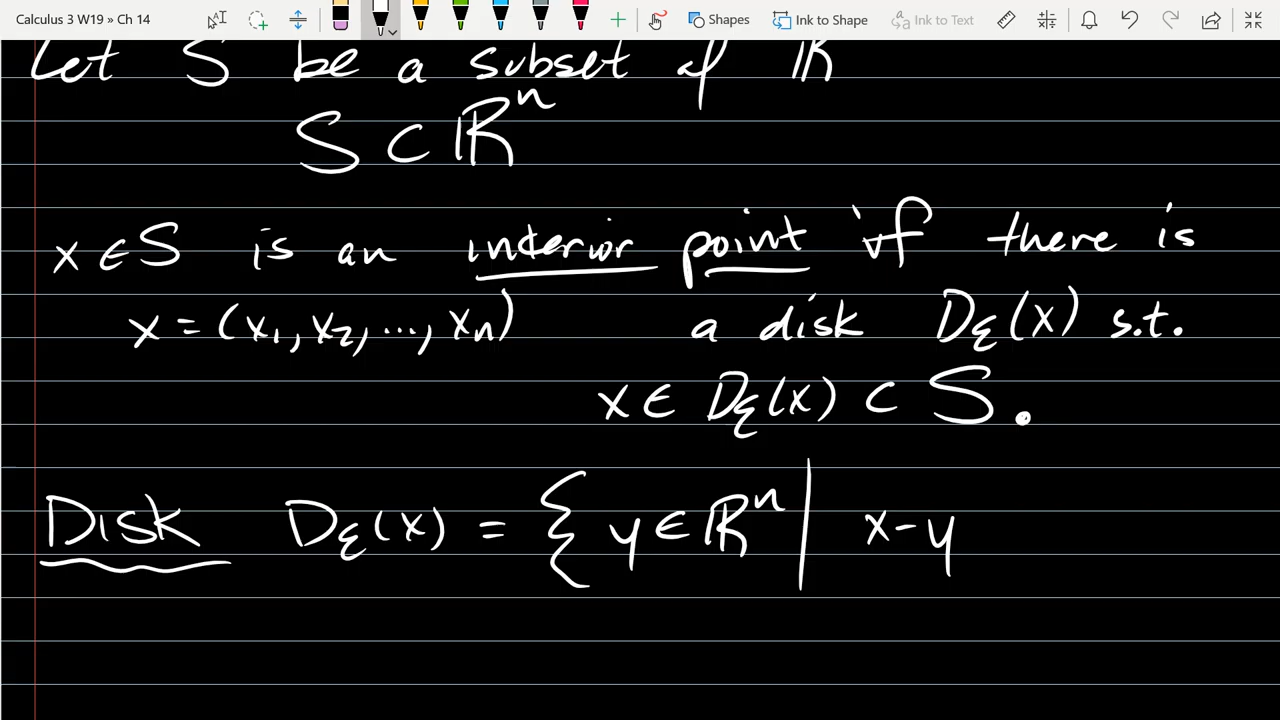 Calculus 3 W19 » Ch 14
Shapes
Ink to Shape
Ink to Text
Let S be a subset of ℝ
S ⊂ ℝⁿ
x ∈ S is an interior point if there is
x = (x₁, x₂, ..., xₙ) a disk D_ε(x) s.t.
x ∈ D_ε(x) ⊂ S.
Disk D_ε(x) = { y ∈ ℝⁿ | x - y